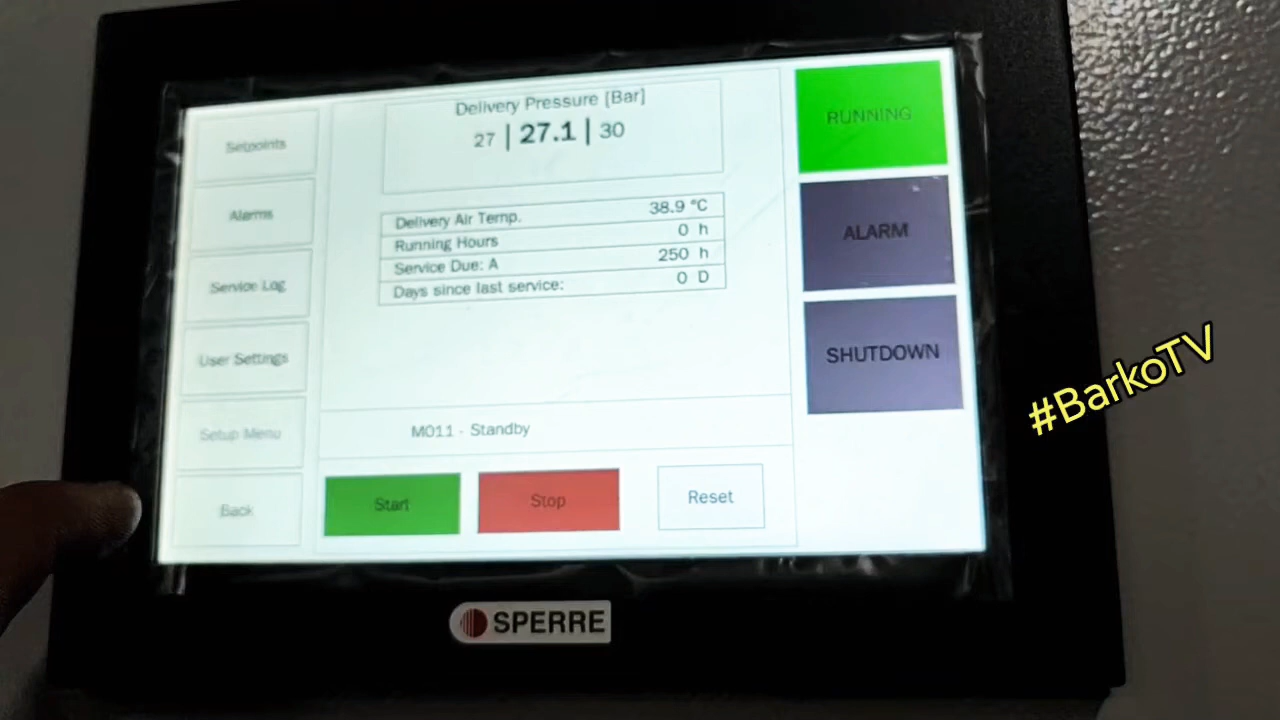 Setpoints
Alarms
Service Log
User Settings
Setup Menu
Back
Delivery Pressure [Bar]
27 | 27.1 | 30
Delivery Air Temp. 38.9 °C
Running Hours 0 h
Service Due: A 250 h
Days since last service: 0 D
M011 - Standby
Start
Stop
Reset
RUNNING
ALARM
SHUTDOWN
SPERRE
#BarkoTV